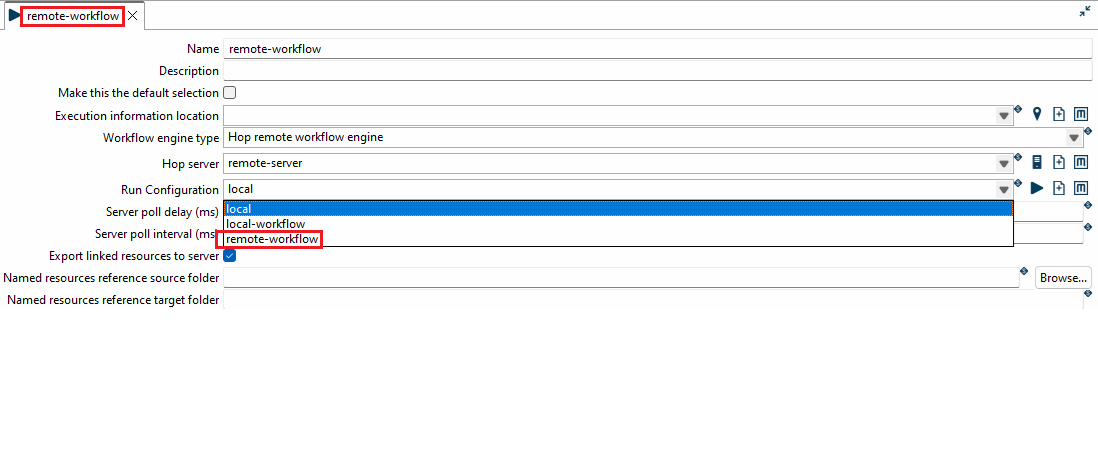 remote-workflow
Name remote-workflow
Description
Make this the default selection
Execution information location
Workflow engine type Hop remote workflow engine
Hop server remote-server
Run Configuration local
local
Server poll delay (ms)
local-workflow
Server poll interval (ms
remote-workflow
Export linked resources to server
Named resources reference source folder Browse...
Named resources reference target folder